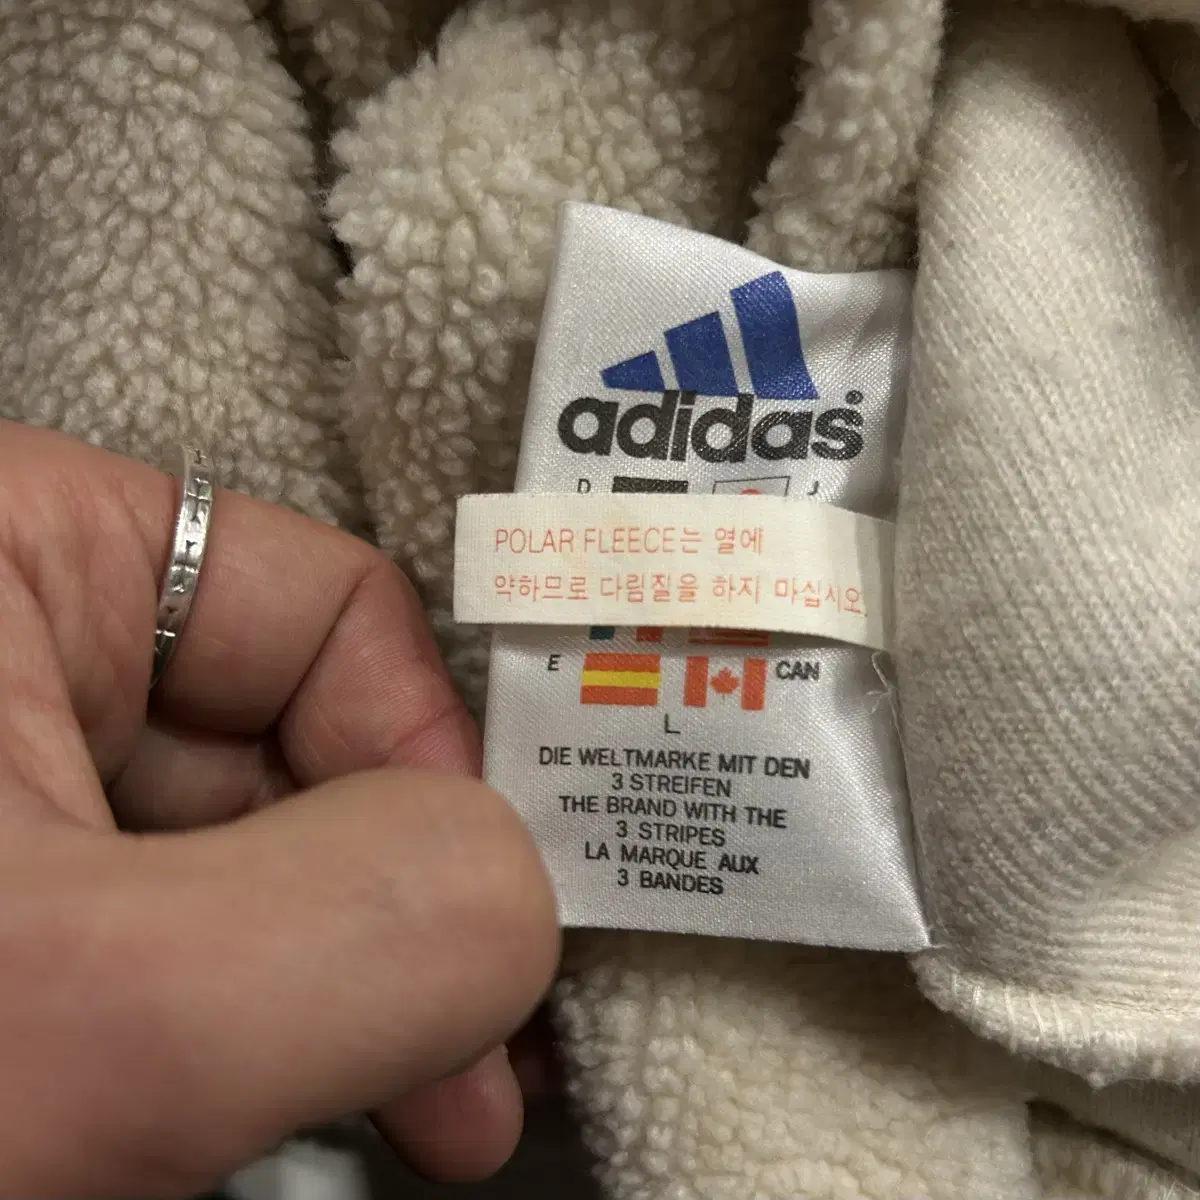 adidas®
D J
POLAR FLEECE는 열에
약하므로 다림질을 하지 마십시오.
E CAN
L
DIE WELTMARKE MIT DEN
3 STREIFEN
THE BRAND WITH THE
3 STRIPES
LA MARQUE AUX
3 BANDES